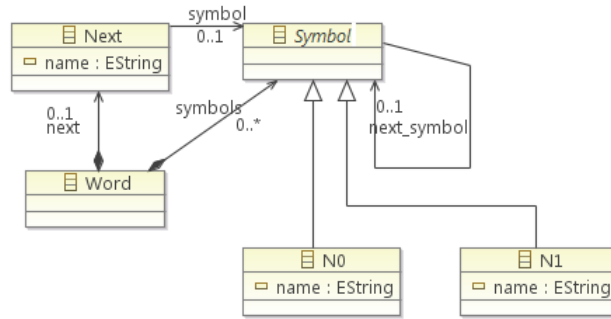 symbol
Next
Symbol
0..1
name : EString
symbols
0..1
0..1
next
0..*
next_symbol
Word
N0
N1
name : EString
name : EString